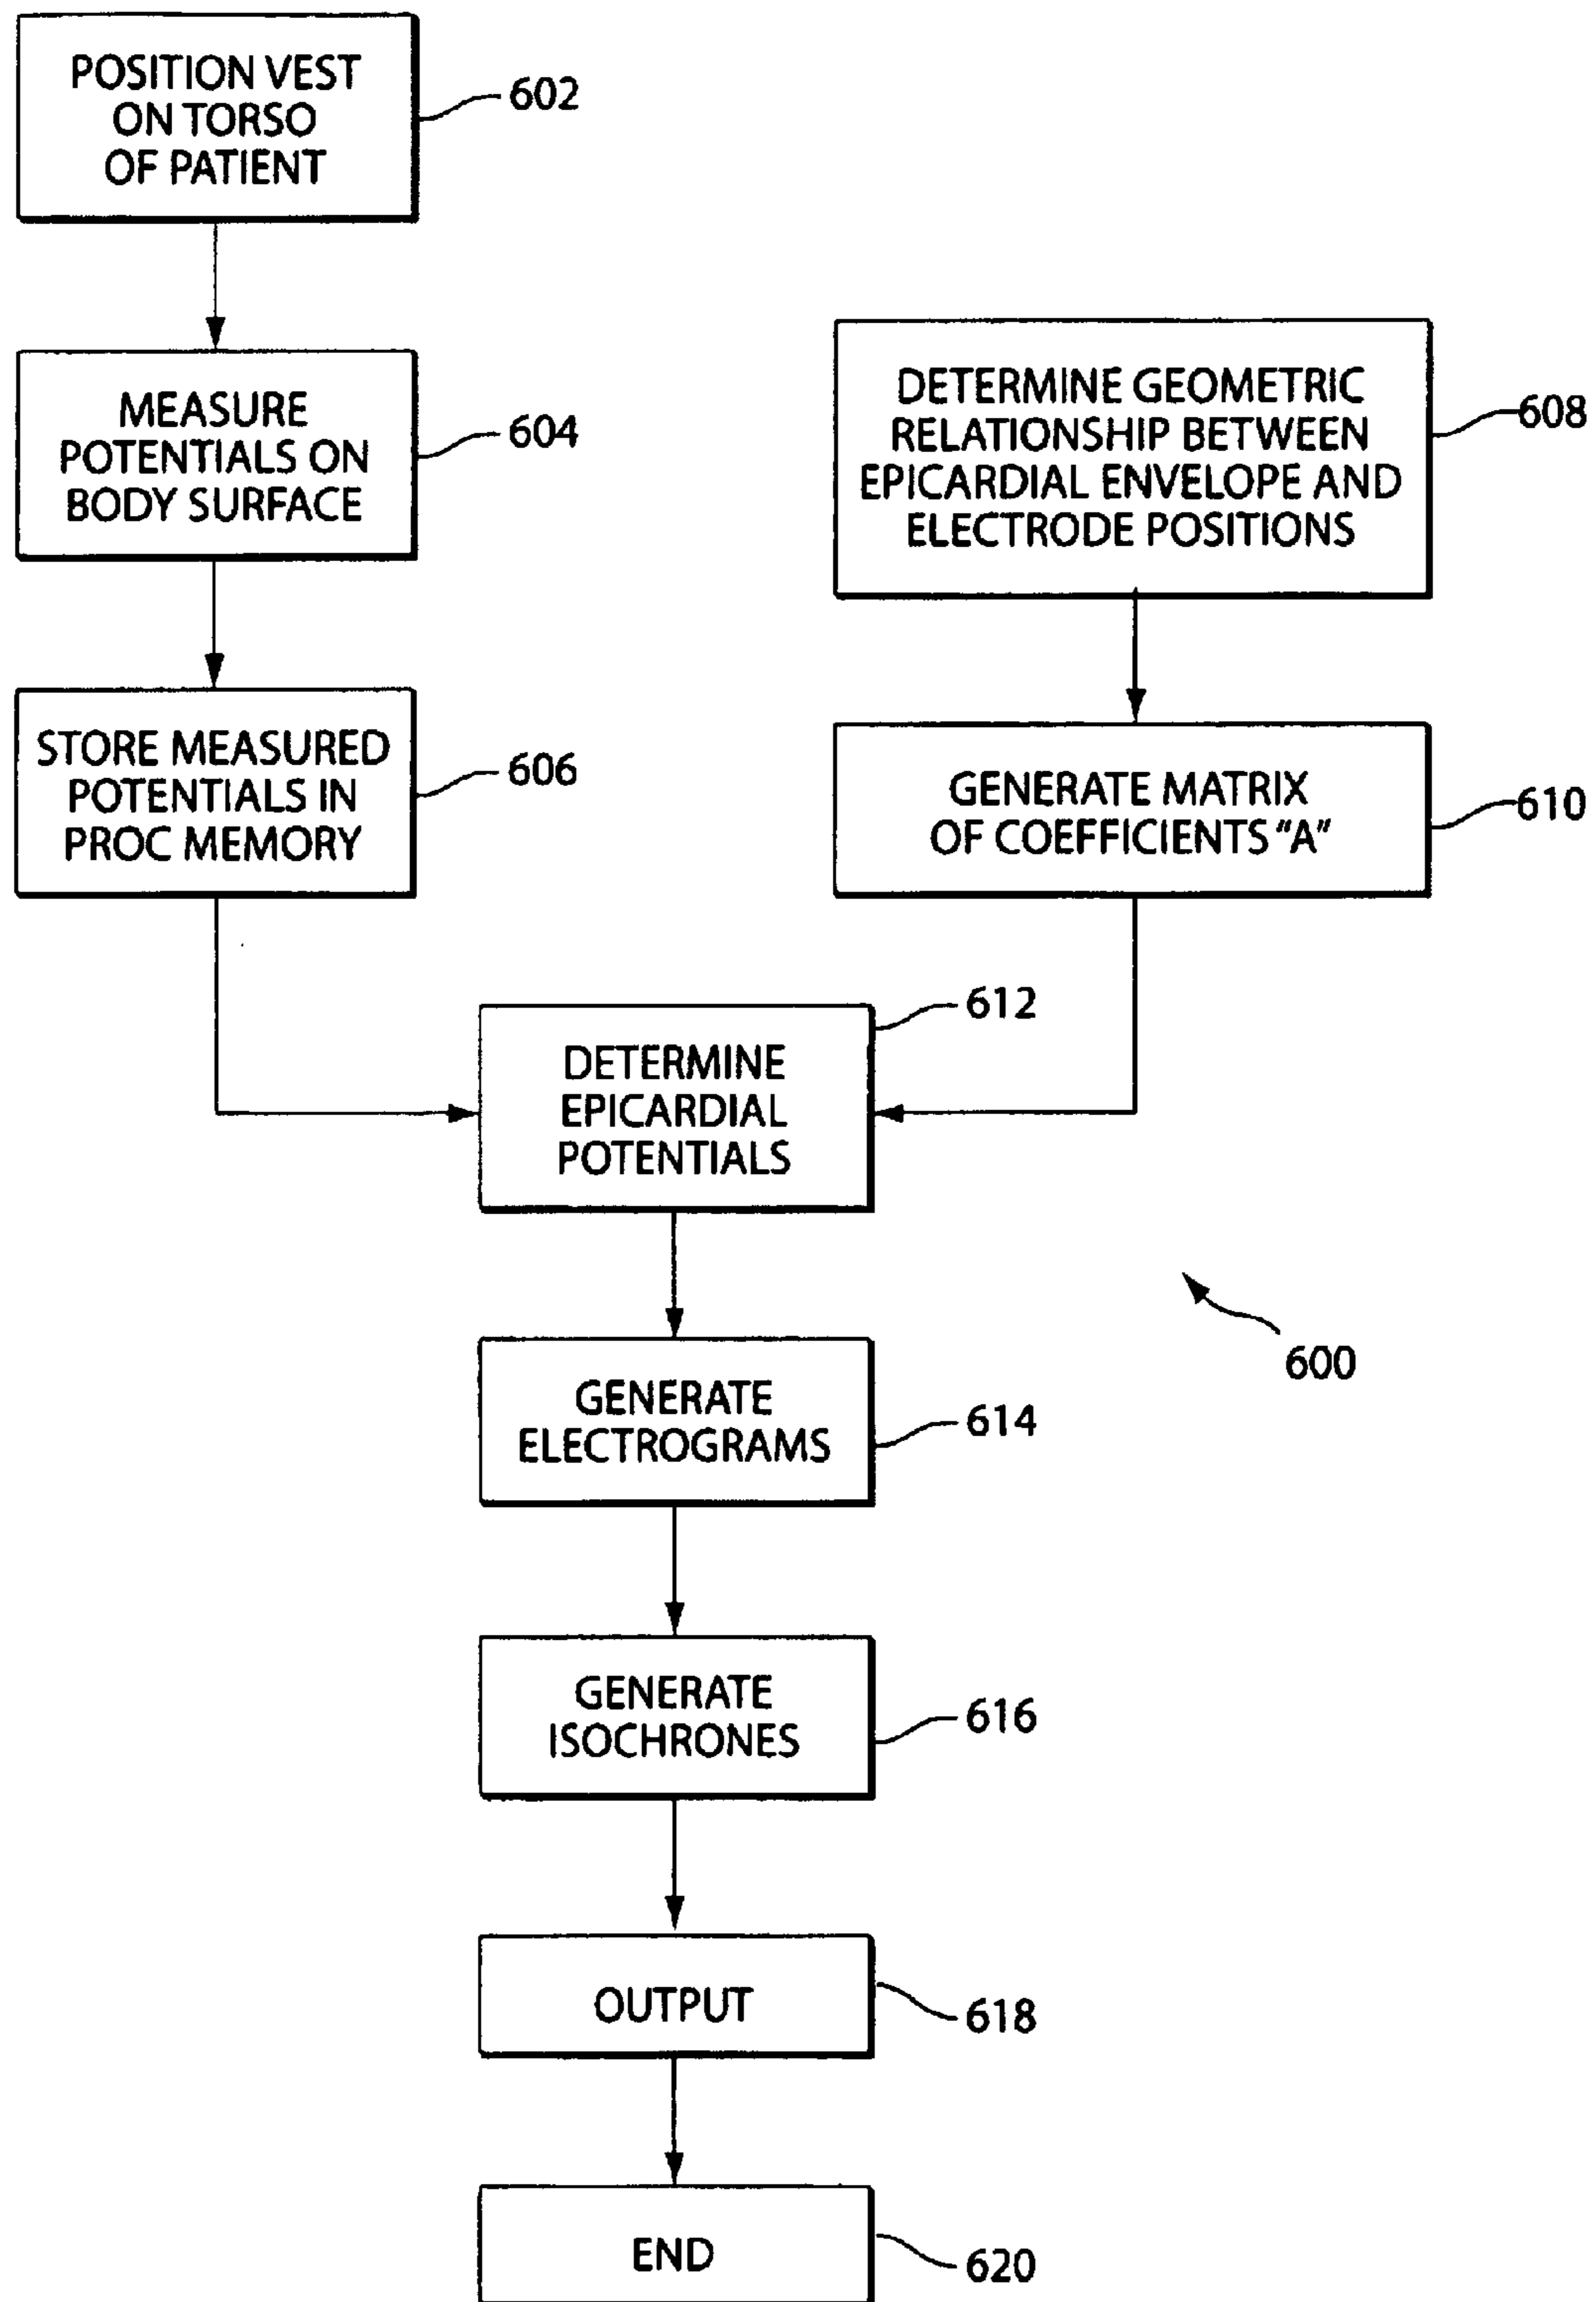 POSITION VEST
ON TORSO
OF PATIENT
602
MEASURE
POTENTIALS ON
BODY SURFACE
604
STORE MEASURED
POTENTIALS IN
PROC MEMORY
606
DETERMINE GEOMETRIC
RELATIONSHIP BETWEEN
EPICARDIAL ENVELOPE AND
ELECTRODE POSITIONS
608
GENERATE MATRIX
OF COEFFICIENTS "A"
610
612
DETERMINE
EPICARDIAL
POTENTIALS
600
GENERATE
ELECTROGRAMS
614
GENERATE
ISOCHRONES
616
OUTPUT
618
END
620